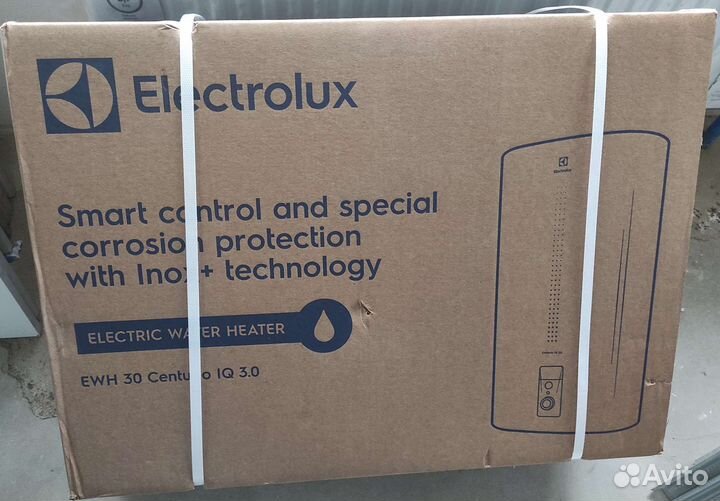 Electrolux
Smart control and special
corrosion protection
with Inox+ technology
ELECTRIC WATER HEATER
EWH 30 Centurio IQ 3.0
Electrolux
Avito